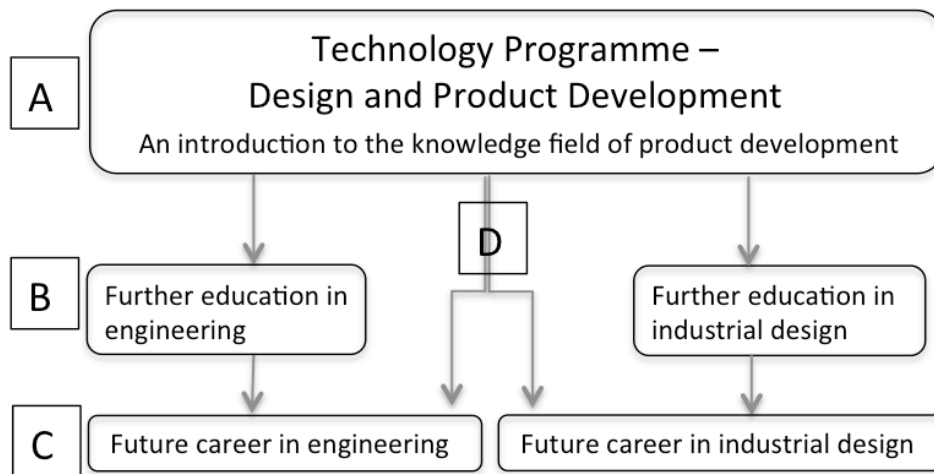 A
Technology Programme –
Design and Product Development
An introduction to the knowledge field of product development
D
B
Further education in
engineering
Further education in
industrial design
C
Future career in engineering
Future career in industrial design